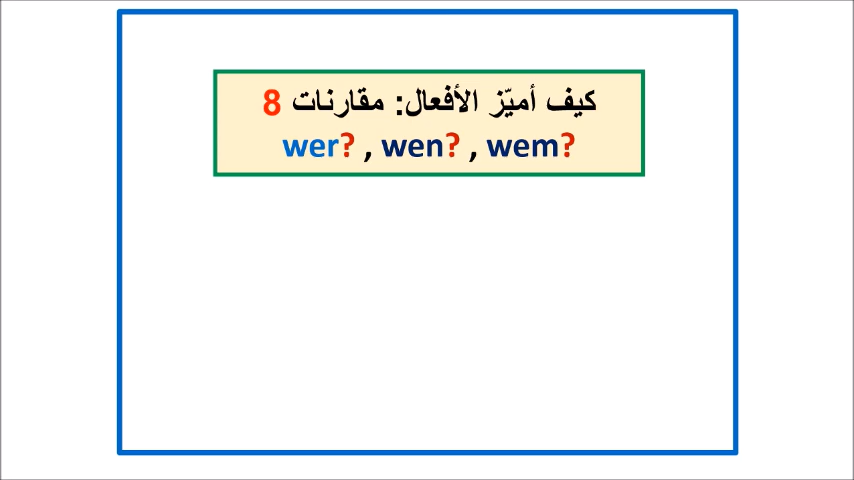 كيف أميّز الأفعال: مقارنات 8
wer? , wen? , wem?